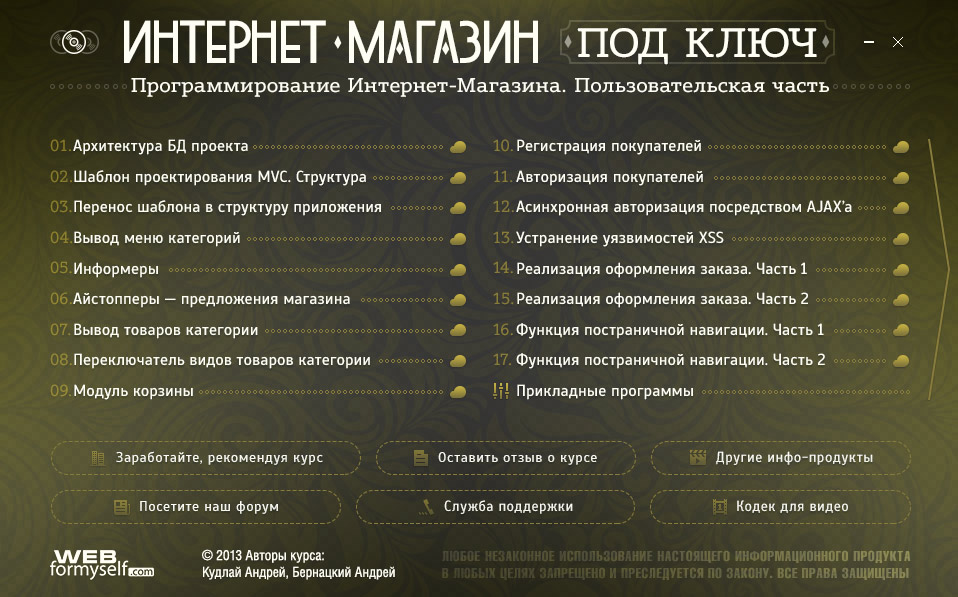 ИНТЕРНЕТ · МАГАЗИН ПОД КЛЮЧ
Программирование Интернет-Магазина. Пользовательская часть
01. Архитектура БД проекта
02. Шаблон проектирования MVC. Структура
03. Перенос шаблона в структуру приложения
04. Вывод меню категорий
05. Информеры
06. Айстопперы — предложения магазина
07. Вывод товаров категории
08. Переключатель видов товаров категории
09. Модуль корзины
10. Регистрация покупателей
11. Авторизация покупателей
12. Асинхронная авторизация посредством AJAX'a
13. Устранение уязвимостей XSS
14. Реализация оформления заказа. Часть 1
15. Реализация оформления заказа. Часть 2
16. Функция постраничной навигации. Часть 1
17. Функция постраничной навигации. Часть 2
Прикладные программы
Заработайте, рекомендуя курс
Оставить отзыв о курсе
Другие инфо-продукты
Посетите наш форум
Служба поддержки
Кодек для видео
WEB
formyself.com
© 2013 Авторы курса:
Кудлай Андрей, Бернацкий Андрей
ЛЮБОЕ НЕЗАКОННОЕ ИСПОЛЬЗОВАНИЕ НАСТОЯЩЕГО ИНФОРМАЦИОННОГО ПРОДУКТА
В ЛЮБЫХ ЦЕЛЯХ ЗАПРЕЩЕНО И ПРЕСЛЕДУЕТСЯ ПО ЗАКОНУ. ВСЕ ПРАВА ЗАЩИЩЕНЫ